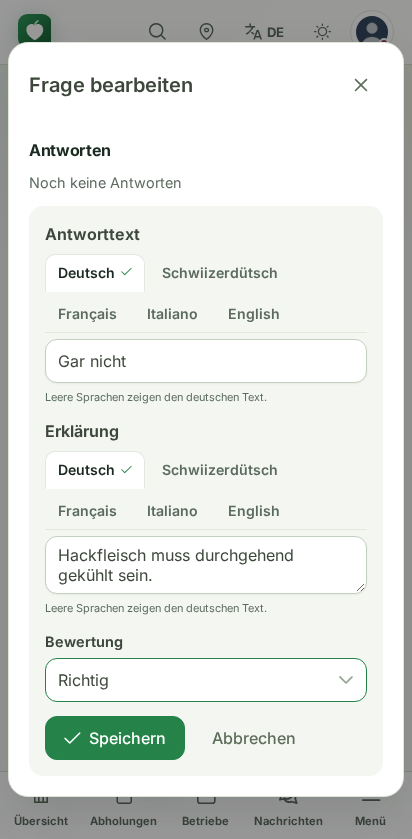 DE
Frage bearbeiten
Antworten
Noch keine Antworten
Antworttext
Deutsch Schwiizerdütsch
Français Italiano English
Gar nicht
Leere Sprachen zeigen den deutschen Text.
Erklärung
Deutsch Schwiizerdütsch
Français Italiano English
Hackfleisch muss durchgehend
gekühlt sein.
Leere Sprachen zeigen den deutschen Text.
Bewertung
Richtig
Speichern Abbrechen
Übersicht Abholungen Betriebe Nachrichten Menü